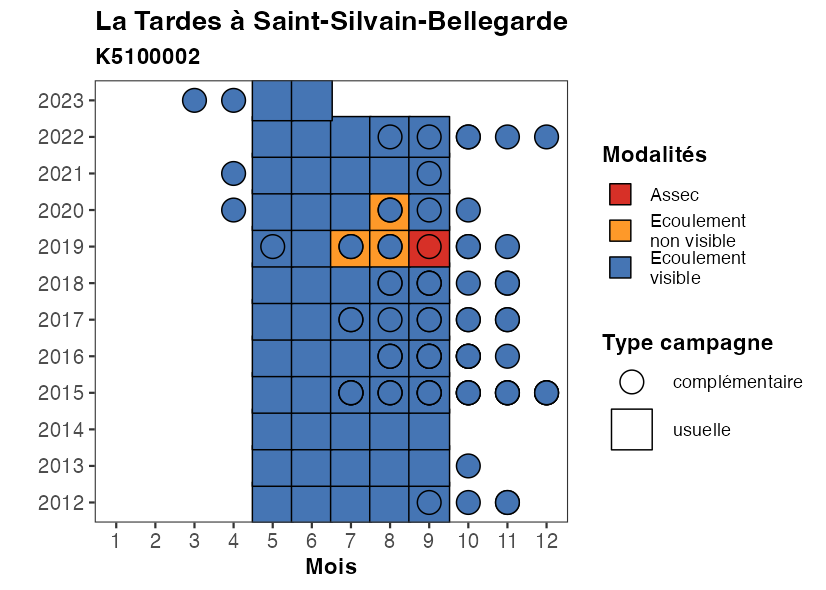 La Tardes à Saint-Silvain-Bellegarde
K5100002
2023
2022
2021
2020
2019
2018
2017
2016
2015
2014
2013
2012
1 2 3 4 5 6 7 8 9 10 11 12
Mois
Modalités
Assec
Ecoulement
non visible
Ecoulement
visible
Type campagne
complémentaire
usuelle